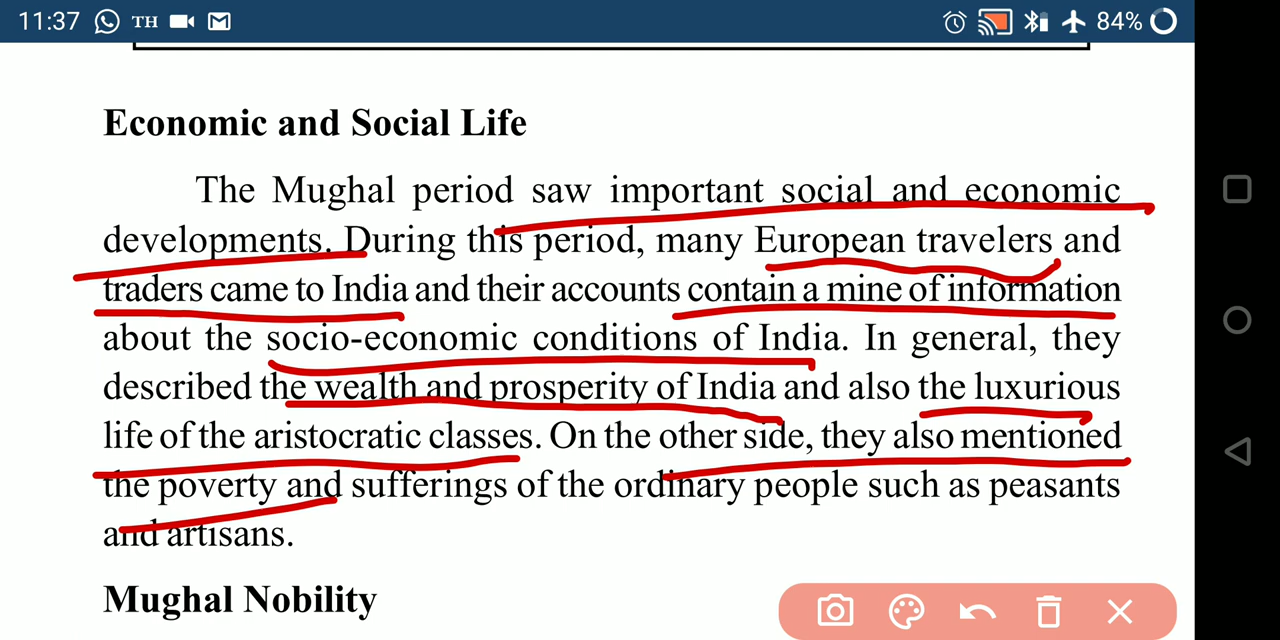 11:37 TH 84%
Economic and Social Life
The Mughal period saw important social and economic
developments. During this period, many European travelers and
traders came to India and their accounts contain a mine of information
about the socio-economic conditions of India. In general, they
described the wealth and prosperity of India and also the luxurious
life of the aristocratic classes. On the other side, they also mentioned
the poverty and sufferings of the ordinary people such as peasants
and artisans.
Mughal Nobility